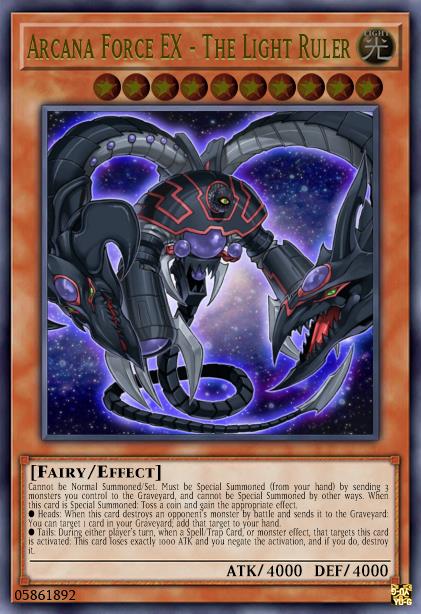 Arcana Force EX - The Light Ruler
LIGHT
光
[Fairy/Effect]
Cannot be Normal Summoned/Set. Must be Special Summoned (from your hand) by sending 3
monsters you control to the Graveyard, and cannot be Special Summoned by other ways. When
this card is Special Summoned: Toss a coin and gain the appropriate effect.
● Heads: When this card destroys an opponent's monster by battle and sends it to the Graveyard:
You can target 1 card in your Graveyard; add that target to your hand.
● Tails: During either player's turn, when a Spell/Trap Card, or monster effect, that targets this
card is activated: This card loses exactly 1000 ATK and you negate the activation, and if you do, destroy
it.
ATK/4000 DEF/4000
05861892